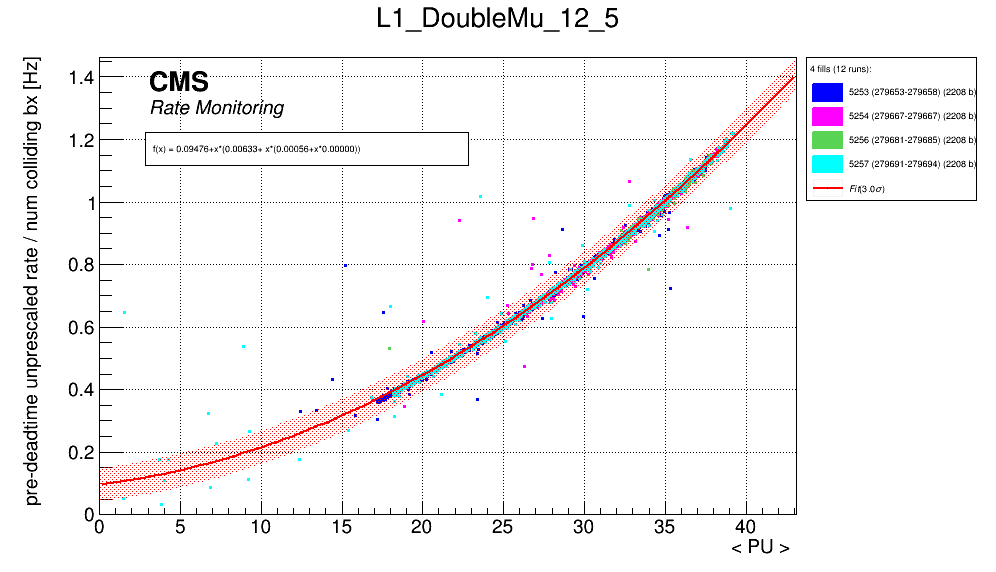 L1_DoubleMu_12_5
pre-deadtime unprescaled rate / num colliding bx [Hz]
CMS
Rate Monitoring
f(x) = 0.09476+x*(0.00633+ x*(0.00056+x*0.00000))
1.4
1.2
1
0.8
0.6
0.4
0.2
0
0 5 10 15 20 25 30 35 40
< PU >
4 fills (12 runs):
5253 (279653-279658) (2208 b)
5254 (279667-279667) (2208 b)
5256 (279681-279685) (2208 b)
5257 (279691-279694) (2208 b)
Fit(3.0σ)